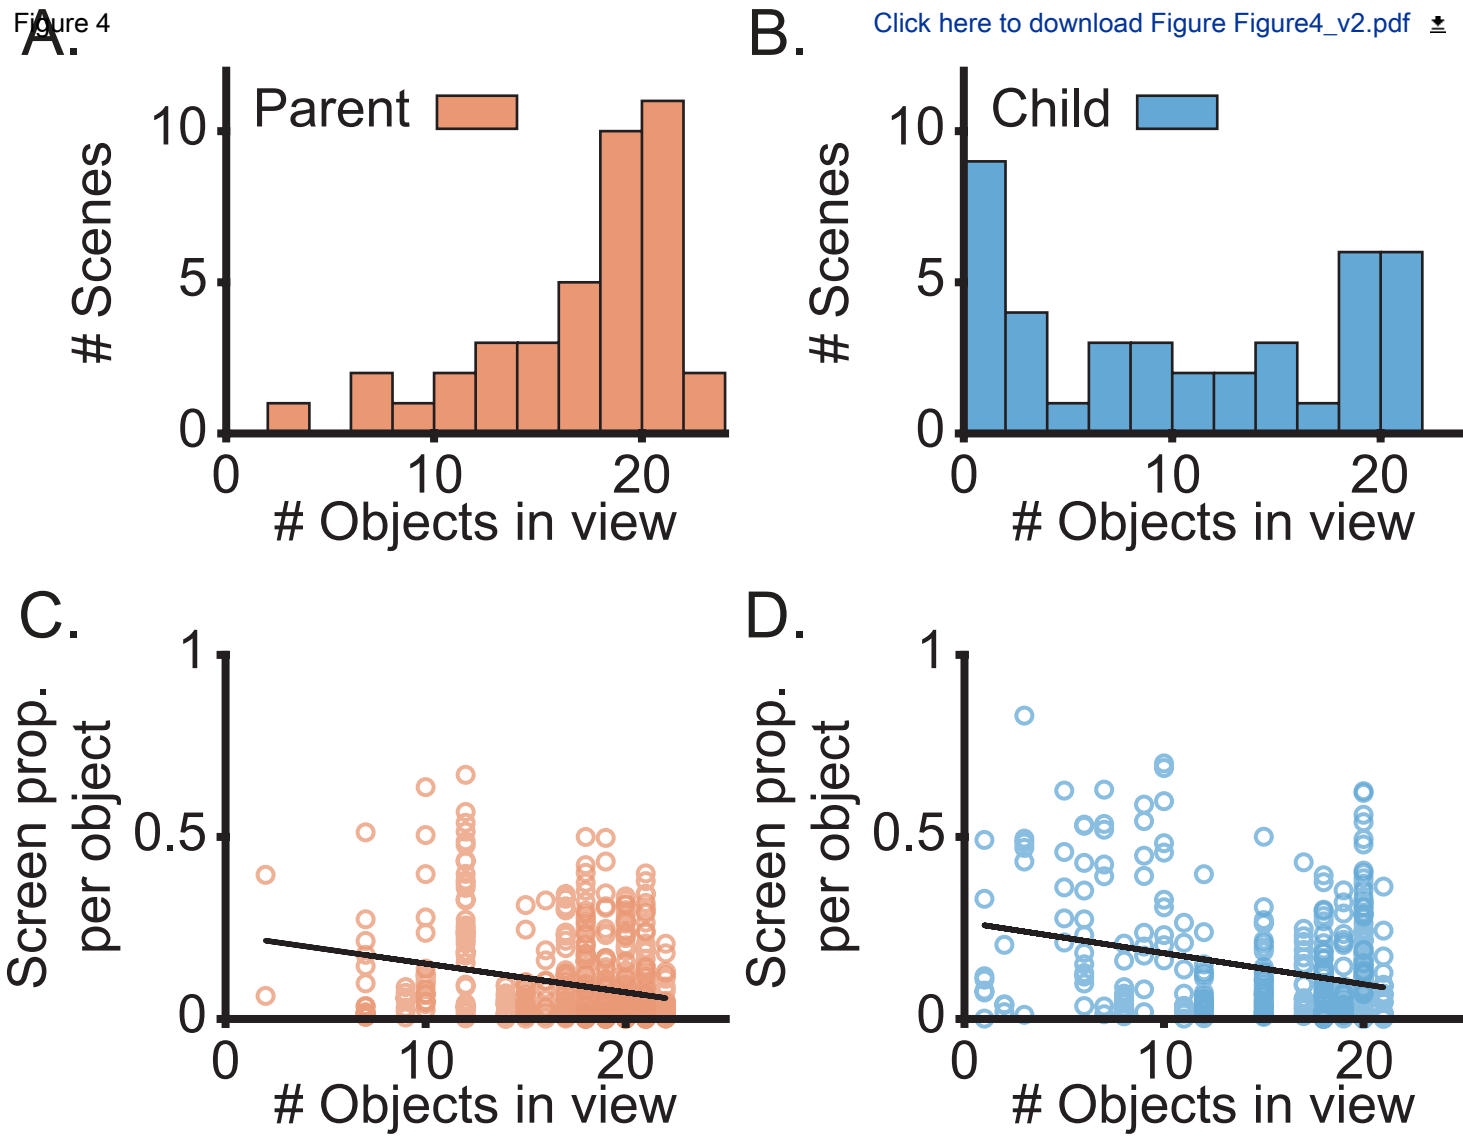 Figure 4
Click here to download Figure Figure4_v2.pdf
A.
Parent
# Scenes
10
5
0
0 10 20
# Objects in view
B.
Child
# Scenes
10
5
0
0 10 20
# Objects in view
C.
Screen prop.
per object
1
0.5
0
0 10 20
# Objects in view
D.
Screen prop.
per object
1
0.5
0
0 10 20
# Objects in view